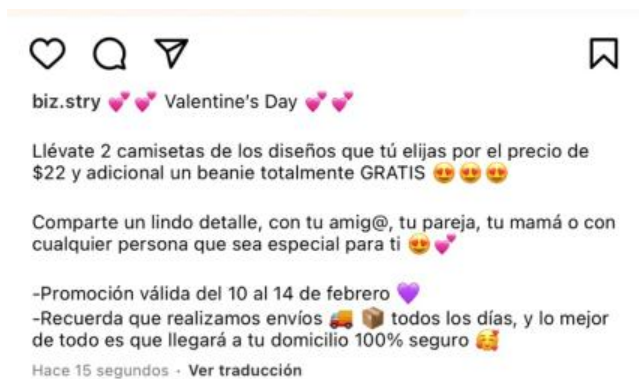 biz.stry 💕💕 Valentine's Day 💕💕
Llévate 2 camisetas de los diseños que tú elijas por el precio de
$22 y adicional un beanie totalmente GRATIS 😍😍😍
Comparte un lindo detalle, con tu amig@, tu pareja, tu mamá o con
cualquier persona que sea especial para ti 😍💕
-Promoción válida del 10 al 14 de febrero 💜
-Recuerda que realizamos envíos 🚚 📦 todos los días, y lo mejor
de todo es que llegará a tu domicilio 100% seguro 🥰
Hace 15 segundos · Ver traducción